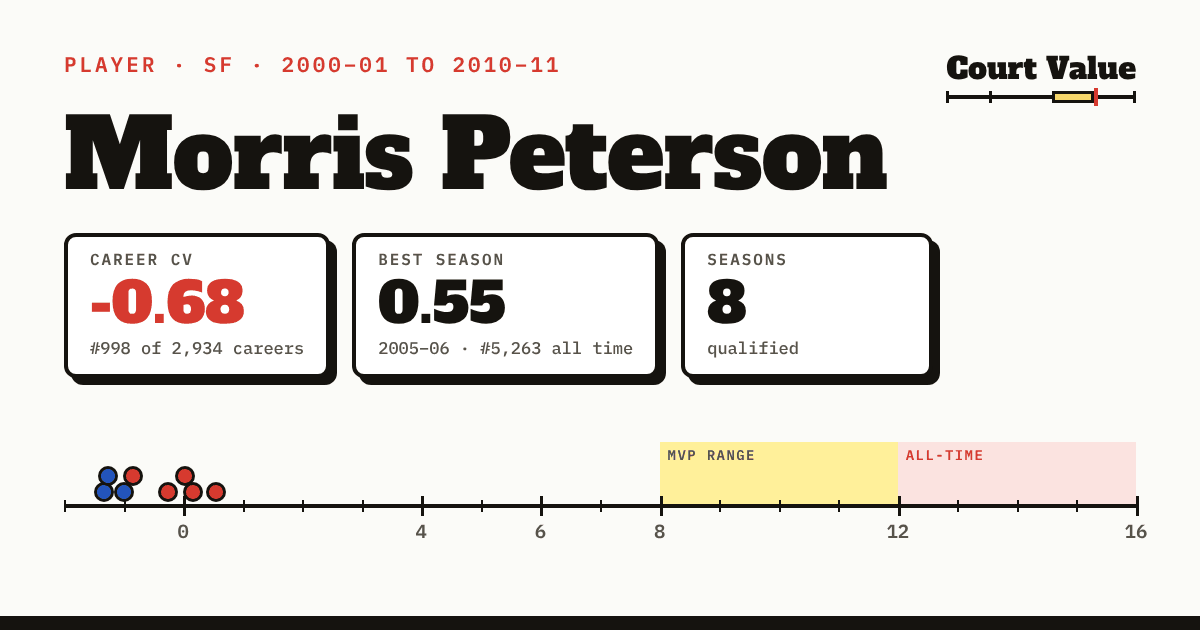 PLAYER · SF · 2000–01 TO 2010–11
Court Value
Morris Peterson
CAREER CV
-0.68
#998 of 2,934 careers
BEST SEASON
0.55
2005–06 · #5,263 all time
SEASONS
8
qualified
MVP RANGE
ALL-TIME
0 4 6 8 12 16